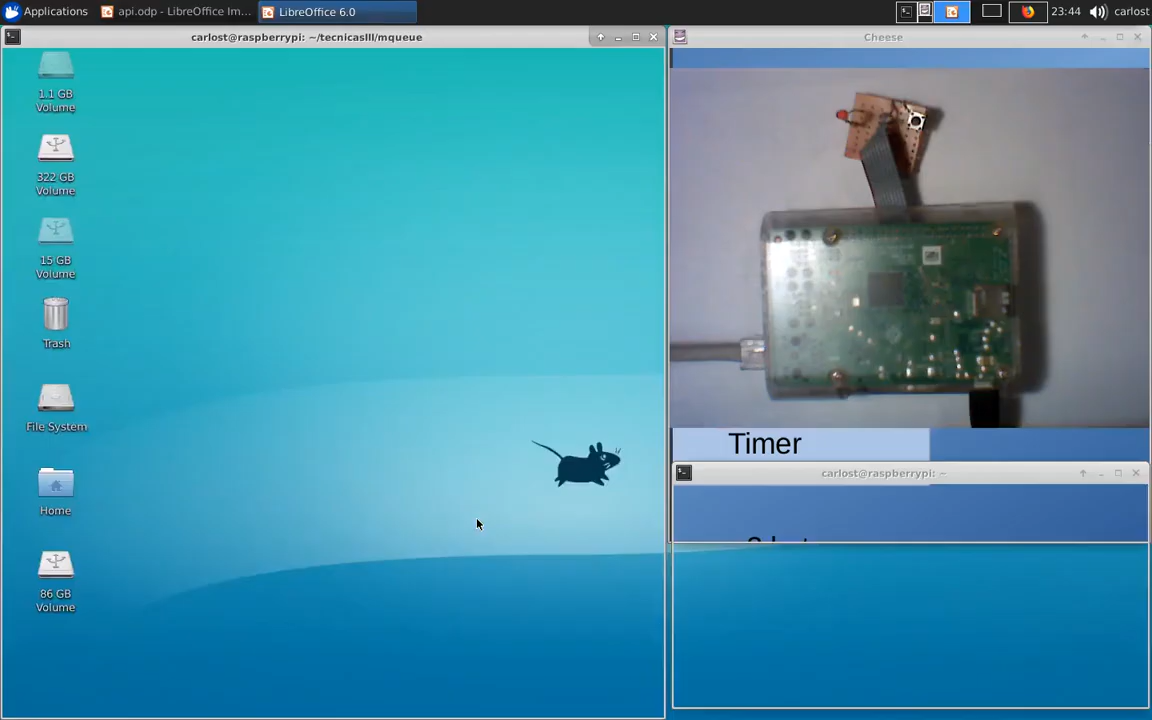 Applications
api.odp - LibreOffice Im...
LibreOffice 6.0
23:44
carlost
carlost@raspberrypi: ~/tecnicasIII/mqueue
Cheese
1.1 GB
Volume
322 GB
Volume
15 GB
Volume
Trash
File System
Home
86 GB
Volume
Timer
carlost@raspberrypi: ~